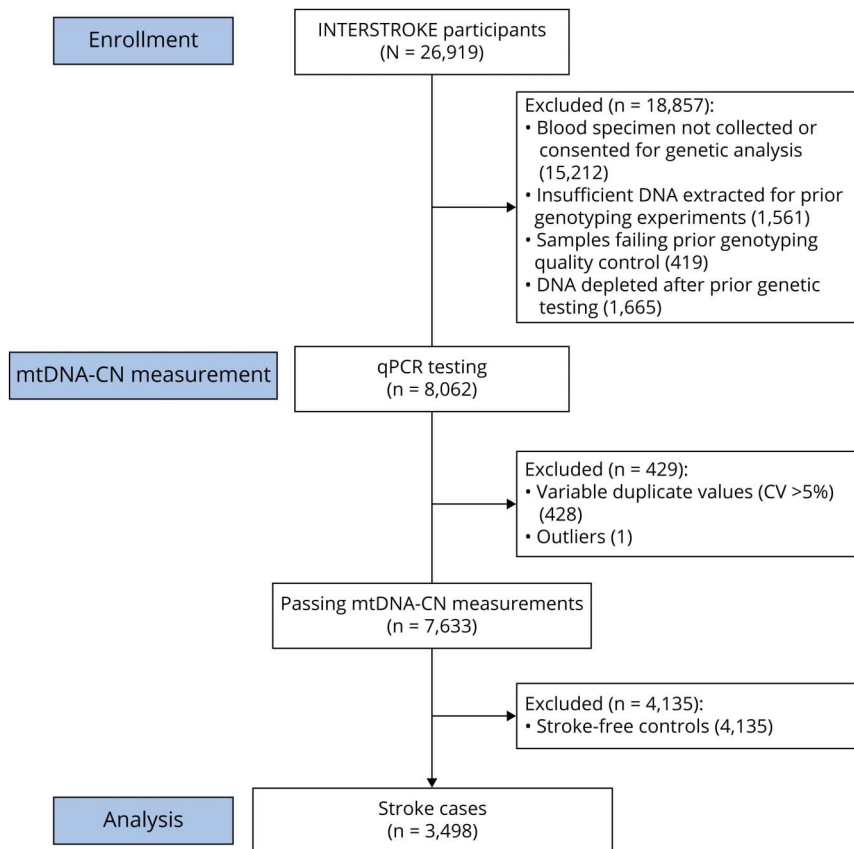 Enrollment
INTERSTROKE participants
(N = 26,919)
Excluded (n = 18,857):
• Blood specimen not collected or
consented for genetic analysis
(15,212)
• Insufficient DNA extracted for prior
genotyping experiments (1,561)
• Samples failing prior genotyping
quality control (419)
• DNA depleted after prior genetic
testing (1,665)
mtDNA-CN measurement
qPCR testing
(n = 8,062)
Excluded (n = 429):
• Variable duplicate values (CV >5%)
(428)
• Outliers (1)
Passing mtDNA-CN measurements
(n = 7,633)
Excluded (n = 4,135):
• Stroke-free controls (4,135)
Analysis
Stroke cases
(n = 3,498)